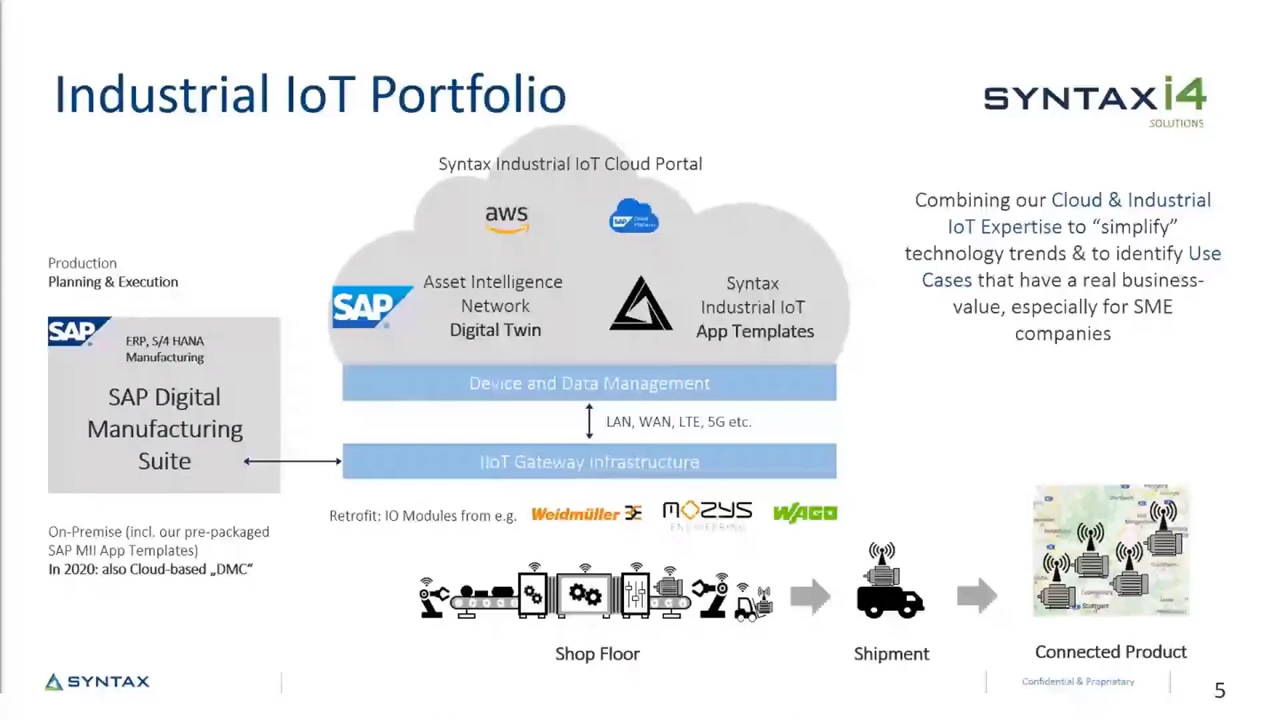 Industrial IoT Portfolio
SYNTAX i4
SOLUTIONS
Syntax Industrial IoT Cloud Portal
aws
SAP
Asset Intelligence
Network
Digital Twin
Syntax
Industrial IoT
App Templates
Combining our Cloud & Industrial
IoT Expertise to “simplify”
technology trends & to identify Use
Cases that have a real business-
value, especially for SME
companies
Production
Planning & Execution
SAP
ERP, S/4 HANA
Manufacturing
SAP Digital
Manufacturing
Suite
Device and Data Management
LAN, WAN, LTE, 5G etc.
IIoT Gateway infrastructure
Retrofit: IO Modules from e.g.
Weidmüller
MOZYS
ENGINEERING
WAGO
On-Premise (incl. our pre-packaged
SAP MII App Templates)
In 2020: also Cloud-based „DMC“
Stuttgart
Shop Floor
Shipment
Connected Product
SYNTAX
Confidential & Proprietary
5